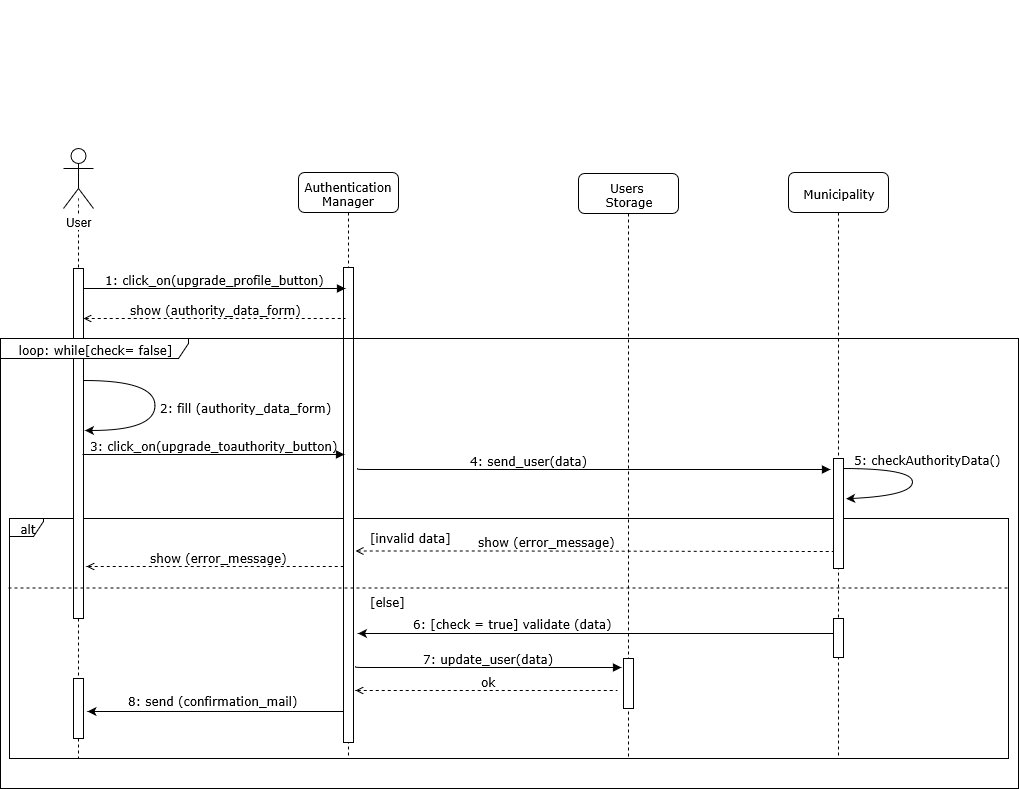 User
Authentication
Manager
Users
Storage
Municipality
1: click_on(upgrade_profile_button)
show (authority_data_form)
loop: while[check= false]
2: fill (authority_data_form)
3: click_on(upgrade_toauthority_button)
4: send_user(data)
5: checkAuthorityData()
alt
[invalid data]
show (error_message)
show (error_message)
[else]
6: [check = true] validate (data)
7: update_user(data)
ok
8: send (confirmation_mail)